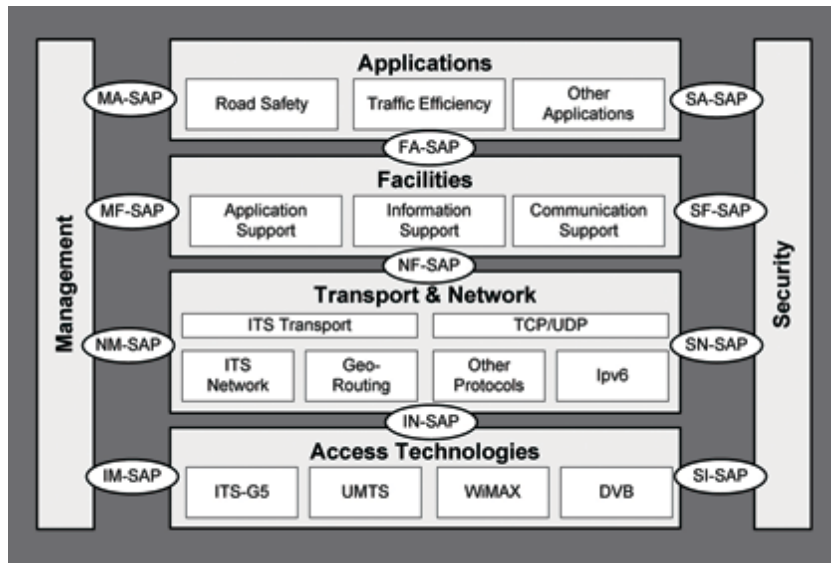 Applications
MA-SAP
Road Safety
Traffic Efficiency
Other
Applications
SA-SAP
FA-SAP
Facilities
MF-SAP
Application
Support
Information
Support
Communication
Support
SF-SAP
Management
Security
NF-SAP
Transport & Network
ITS Transport
TCP/UDP
NM-SAP
ITS
Network
Geo-
Routing
Other
Protocols
Ipv6
SN-SAP
IN-SAP
Access Technologies
IM-SAP
ITS-G5
UMTS
WiMAX
DVB
SI-SAP